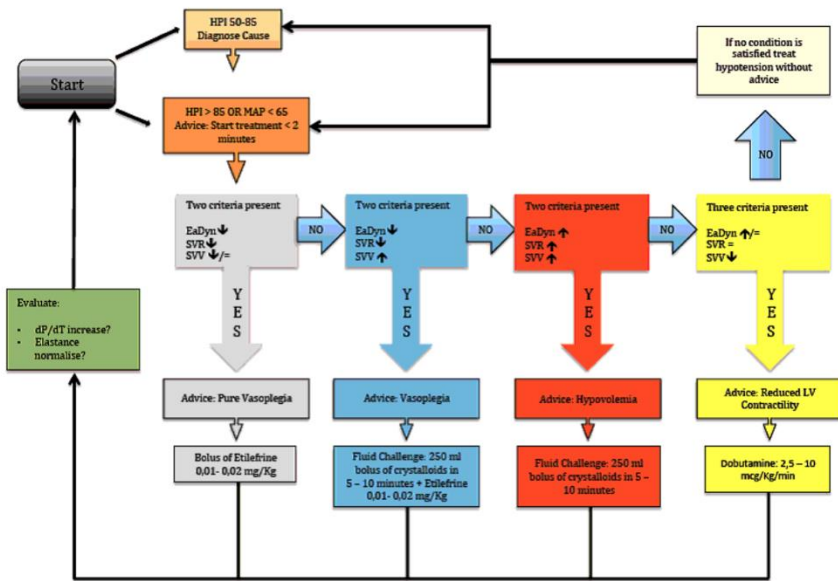 HPI 50-85
Diagnose Cause
If no condition is
satisfied treat
hypotension without
advice
Start
HPI > 85 OR MAP < 65
Advice: Start treatment < 2
minutes
NO
Two criteria present
EaDyn ↓
SVR ↓
SVV ↓/=
NO
Two criteria present
EaDyn ↓
SVR ↓
SVV ↑
NO
Two criteria present
EaDyn ↑
SVR ↑
SVV ↑
NO
Three criteria present
EaDyn ↑/=
SVR =
SVV ↓
YES
YES
YES
YES
Evaluate:
• dP/dT increase?
• Elastance
normalise?
Advice: Pure Vasoplegia
Advice: Vasoplegia
Advice: Hypovolemia
Advice: Reduced LV
Contractility
Bolus of Etilefrine
0,01- 0,02 mg/Kg
Fluid Challenge: 250 ml
bolus of crystalloids in
5 – 10 minutes + Etilefrine
0,01- 0,02 mg/Kg
Fluid Challenge: 250 ml
bolus of crystalloids in 5 –
10 minutes
Dobutamine: 2,5 – 10
mcg/Kg/min